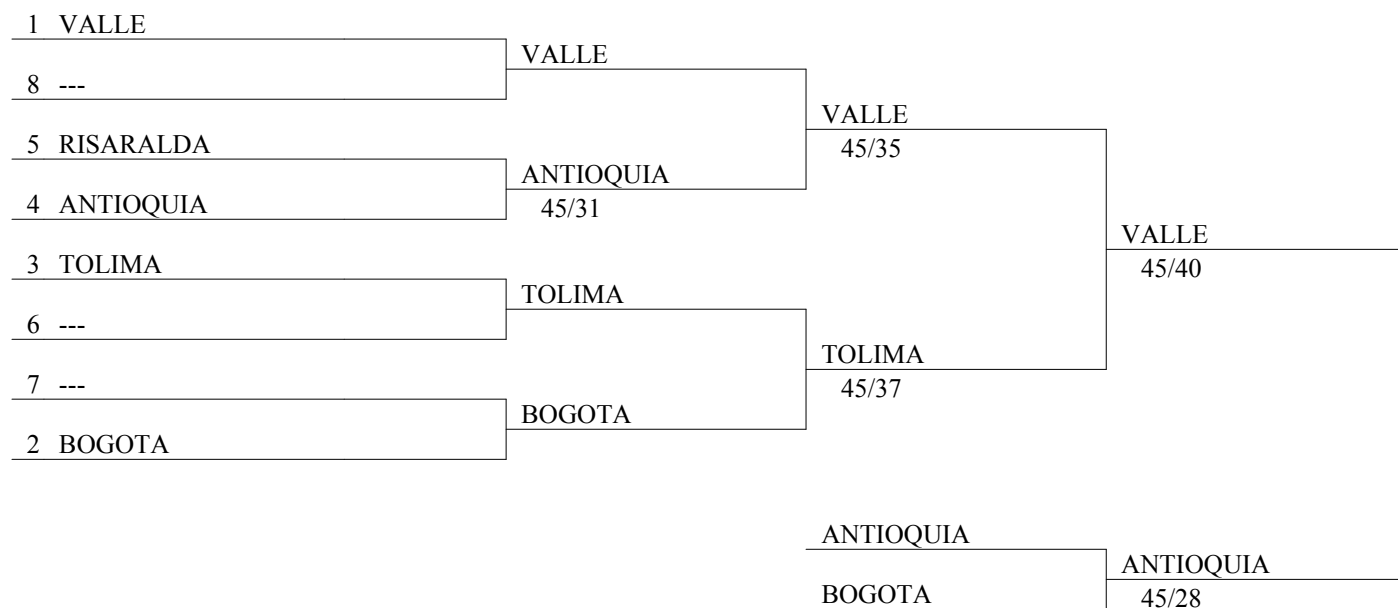 1 VALLE
VALLE
8 ---
VALLE
45/35
5 RISARALDA
ANTIOQUIA
45/31
4 ANTIOQUIA
VALLE
45/40
3 TOLIMA
TOLIMA
6 ---
TOLIMA
45/37
7 ---
BOGOTA
2 BOGOTA
ANTIOQUIA
ANTIOQUIA
45/28
BOGOTA